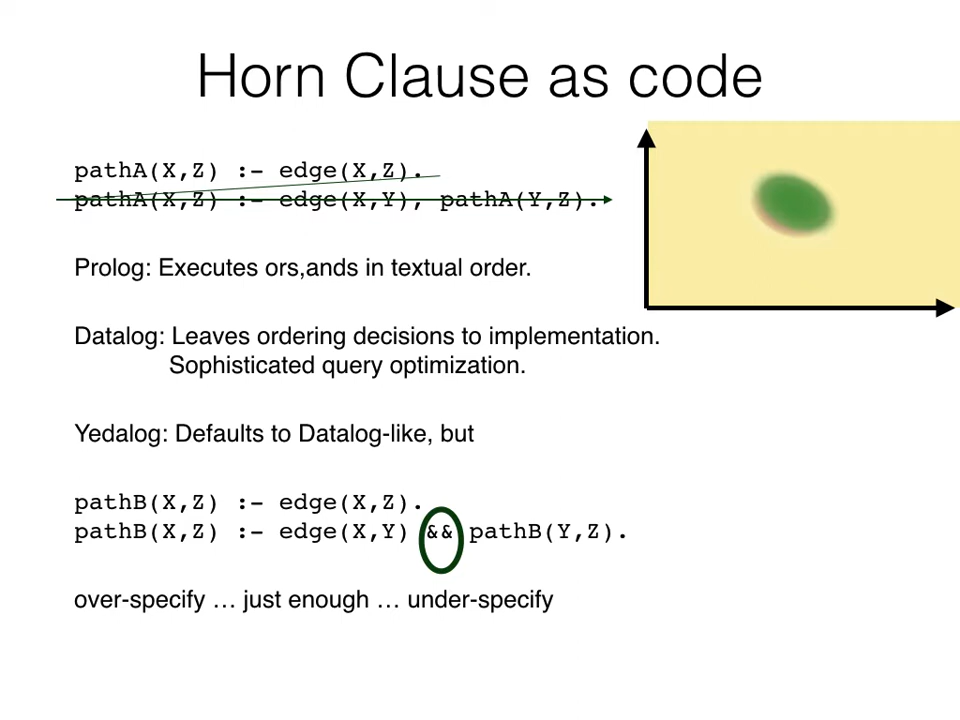 Horn Clause as code
pathA(X,Z) :- edge(X,Z).
pathA(X,Z) :- edge(X,Y), pathA(Y,Z).
Prolog: Executes ors,ands in textual order.
Datalog: Leaves ordering decisions to implementation.
Sophisticated query optimization.
Yedalog: Defaults to Datalog-like, but
pathB(X,Z) :- edge(X,Z).
pathB(X,Z) :- edge(X,Y) && pathB(Y,Z).
over-specify … just enough … under-specify